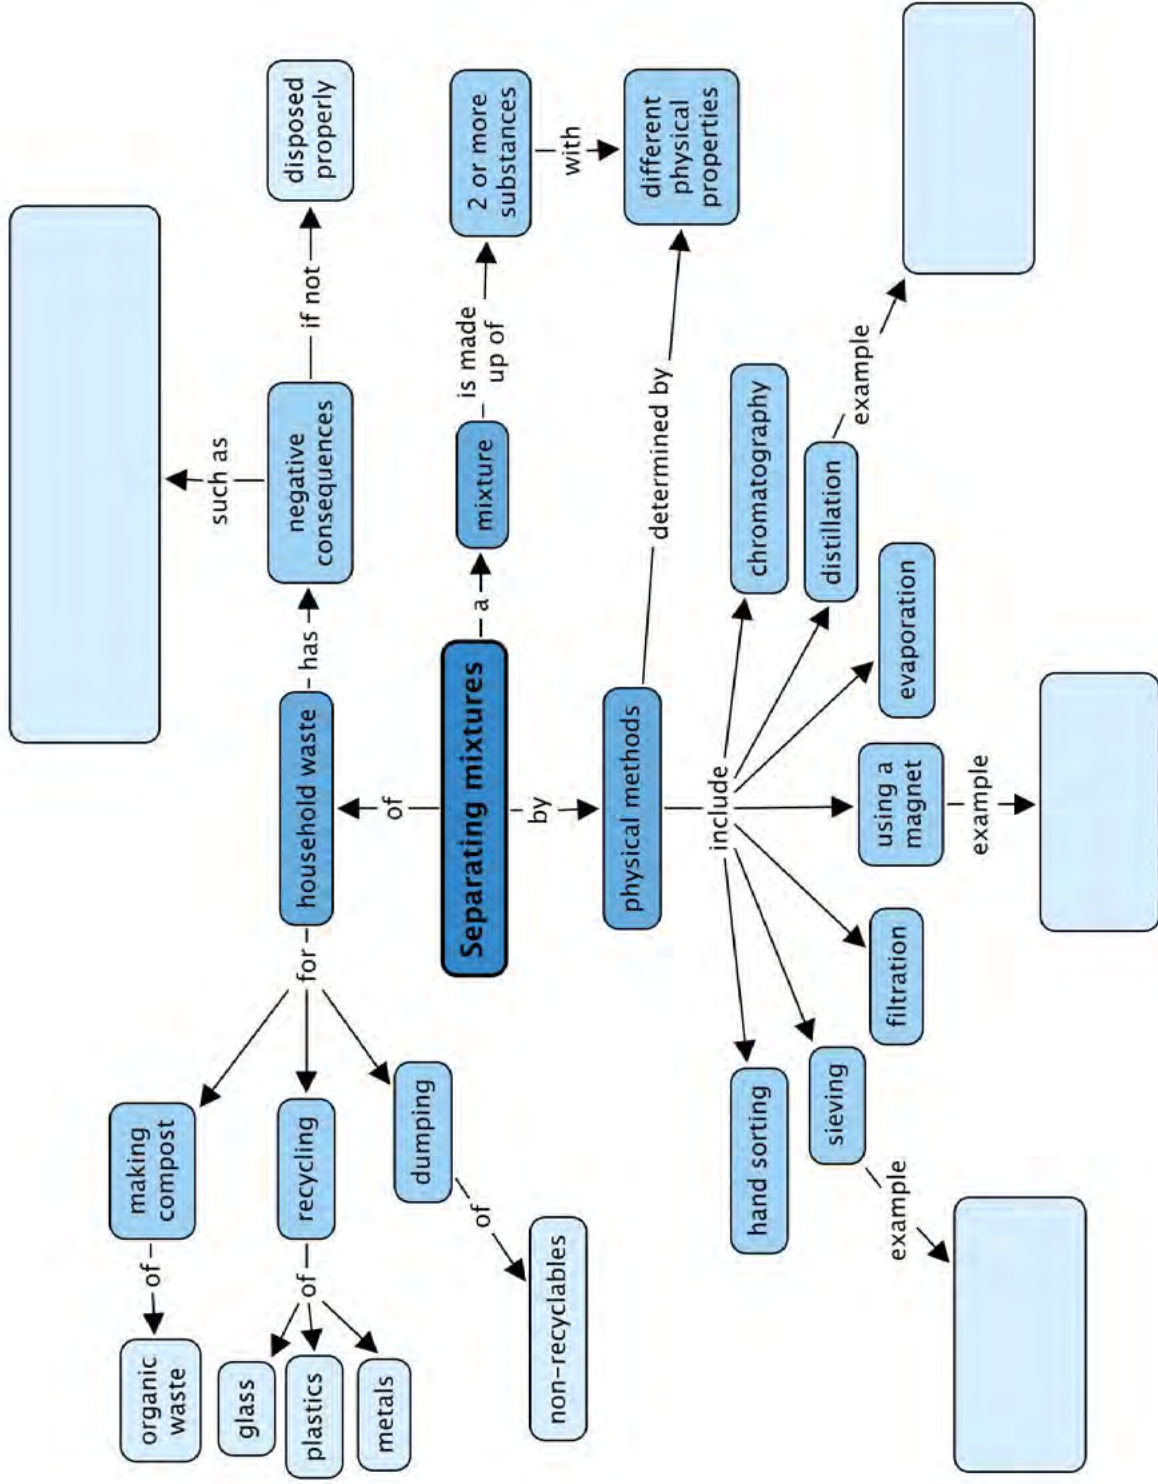 organic
waste
of
making
compost
glass
plastics
metals
of
recycling
for
household waste
has
negative
consequences
such as
if not
disposed
properly
non-recyclables
of
dumping
of
Separating mixtures
a
mixture
is made
up of
2 or more
substances
with
different
physical
properties
by
physical methods
determined by
include
hand sorting
sieving
example
filtration
using a
magnet
example
evaporation
distillation
example
chromatography